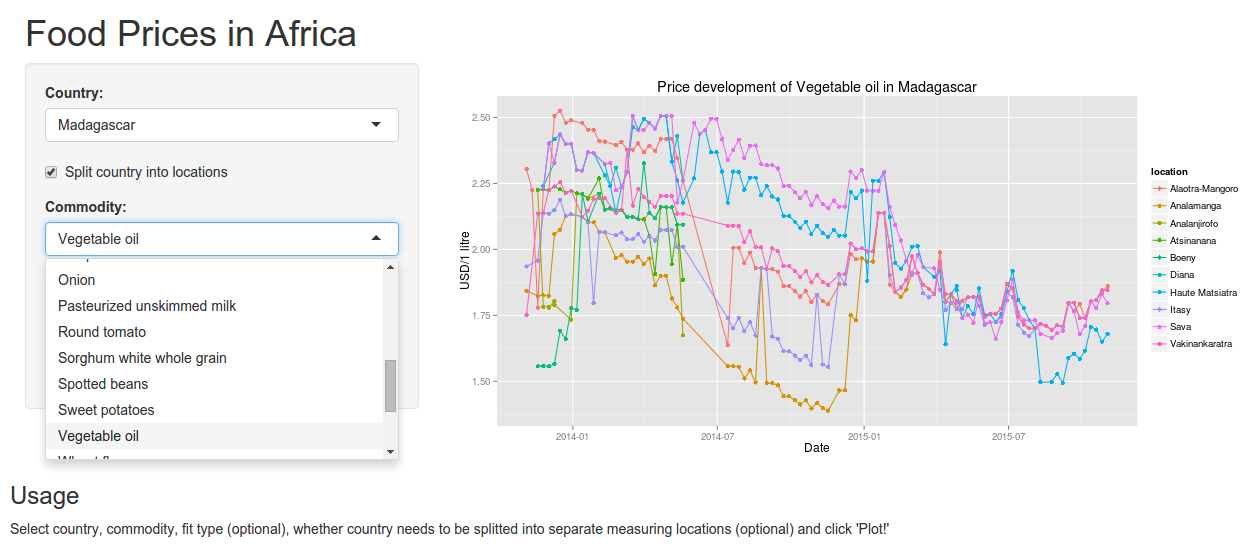 Food Prices in Africa
Country:
Madagascar
Split country into locations
Commodity:
Vegetable oil
Onion
Pasteurized unskimmed milk
Round tomato
Sorghum white whole grain
Spotted beans
Sweet potatoes
Vegetable oil
Price development of Vegetable oil in Madagascar
USD/1 litre
2.50
2.25
2.00
1.75
1.50
2014-01
2014-07
2015-01
2015-07
Date
location
Alaotra-Mangoro
Analamanga
Analanjirofo
Atsinanana
Boeny
Diana
Haute Matsiatra
Itasy
Sava
Vakinankaratra
Usage
Select country, commodity, fit type (optional), whether country needs to be splitted into separate measuring locations (optional) and click 'Plot!'